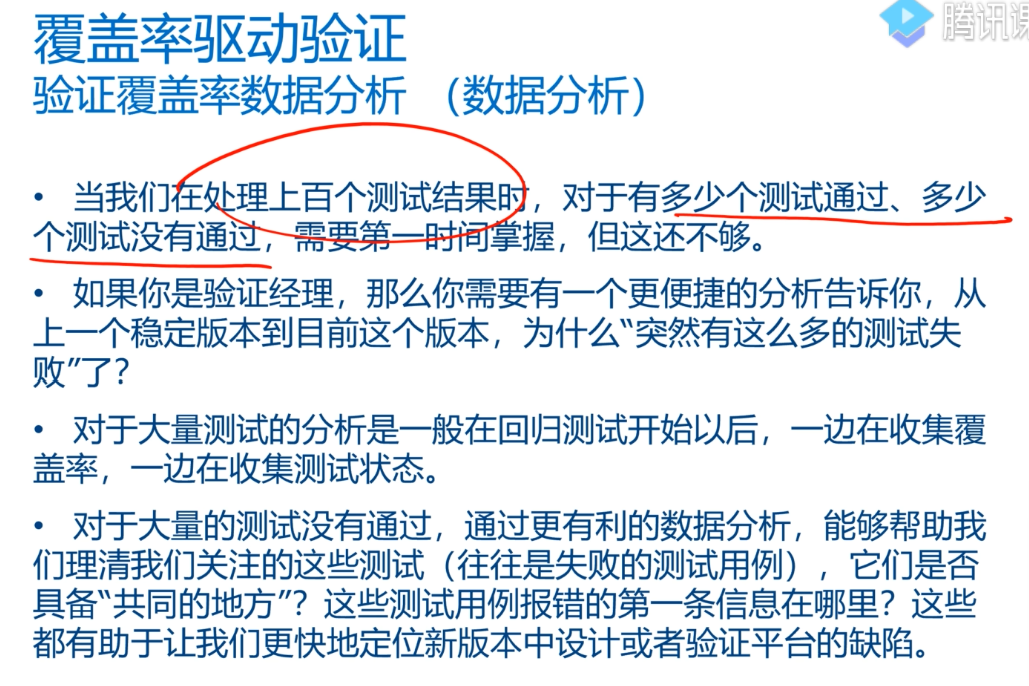 覆盖率驱动验证
腾讯课
验证覆盖率数据分析 （数据分析）
• 当我们在处理上百个测试结果时，对于有多少个测试通过、多少
个测试没有通过，需要第一时间掌握，但这还不够。
• 如果你是验证经理，那么你需要有一个更便捷的分析告诉你，从
上一个稳定版本到目前这个版本，为什么“突然有这么多的测试失
败”了？
• 对于大量测试的分析是一般在回归测试开始以后，一边在收集覆
盖率，一边在收集测试状态。
• 对于大量的测试没有通过，通过更有利的数据分析，能够帮助我
们理清我们关注的这些测试（往往是失败的测试用例），它们是否
具备“共同的地方”？这些测试用例报错的第一条信息在哪里？这些
都有助于让我们更快地定位新版本中设计或者验证平台的缺陷。